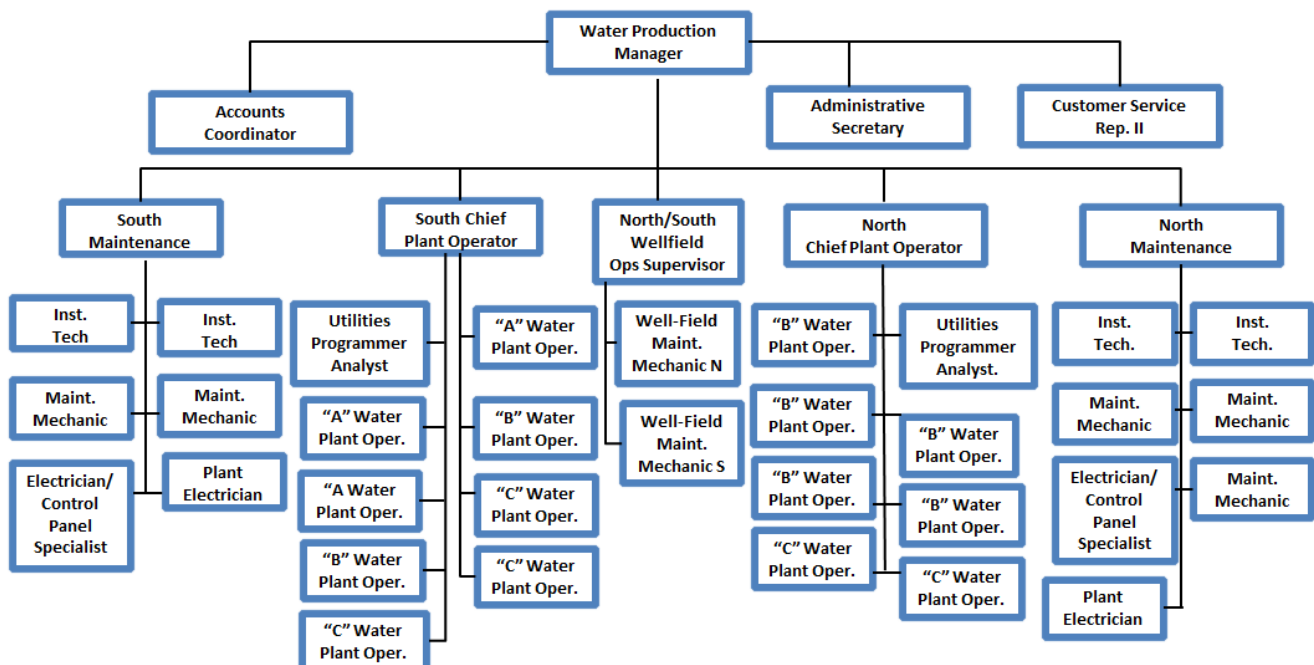 Water Production
Manager
Accounts
Coordinator
Administrative
Secretary
Customer Service
Rep. II
South
Maintenance
South Chief
Plant Operator
North/South
Wellfield
Ops Supervisor
North
Chief Plant Operator
North
Maintenance
Inst.
Tech
Inst.
Tech
Maint.
Mechanic
Maint.
Mechanic
Electrician/
Control
Panel
Specialist
Plant
Electrician
Utilities
Programmer
Analyst
“A” Water
Plant Oper.
“A Water
Plant Oper.
“B” Water
Plant Oper.
“C” Water
Plant Oper.
“A” Water
Plant Oper.
“B” Water
Plant Oper.
“C” Water
Plant Oper.
“C” Water
Plant Oper.
Well-Field
Maint.
Mechanic N
Well-Field
Maint.
Mechanic S
“B” Water
Plant Oper.
“B” Water
Plant Oper.
“B” Water
Plant Oper.
“C” Water
Plant Oper.
Utilities
Programmer
Analyst.
“B” Water
Plant Oper.
“B” Water
Plant Oper.
“C” Water
Plant Oper.
Inst.
Tech.
Inst.
Tech.
Maint.
Mechanic
Maint.
Mechanic
Electrician/
Control
Panel
Specialist
Maint.
Mechanic
Plant
Electrician